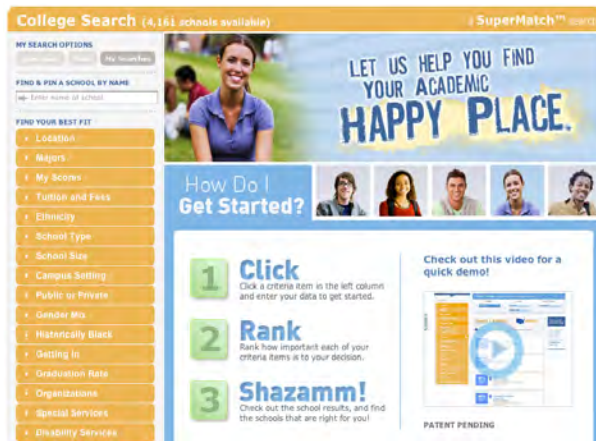 College Search (4,161 schools available)
SuperMatch™
MY SEARCH OPTIONS
My Searches
FIND & PIN A SCHOOL BY NAME
Enter name of school
FIND YOUR BEST FIT
Location
Majors
My Scores
Tuition and Fees
Ethnicity
School Type
School Size
Campus Setting
Public or Private
Gender Mix
Historically Black
Getting In
Graduation Rate
Organizations
Special Services
Disability Services
LET US HELP YOU FIND
YOUR ACADEMIC
HAPPY PLACE.
How Do I
Get Started?
1 Click
Click a criteria item in the left column
and enter your data to get started.
2 Rank
Rank how important each of your
criteria items is to your decision.
3 Shazamm!
Check out the school results, and find
the schools that are right for you!
Check out this video for a
quick demo!
PATENT PENDING